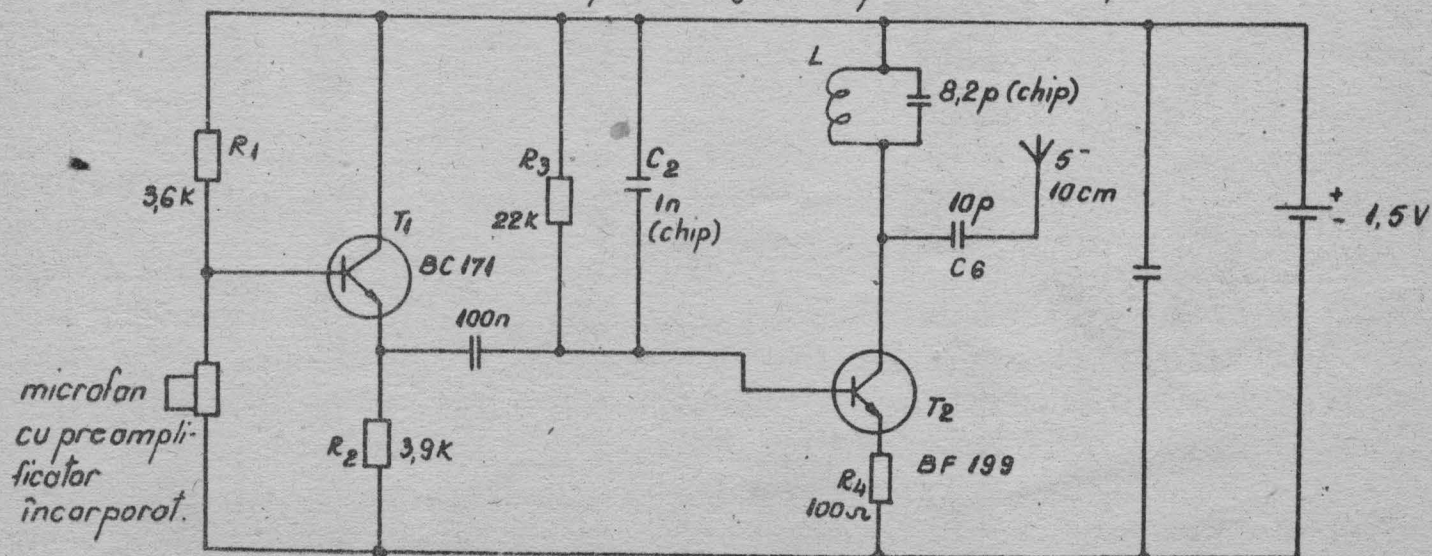 L
8,2p (chip)
R1
3,6K
R3
22K
C2
1n
(chip)
5-
10cm
10p
C6
+
-
1,5V
T1
BC 171
100n
microfon
cu preampli-
ficator
încorporat.
R2
3,9K
T2
BF 199
R4
100Ω